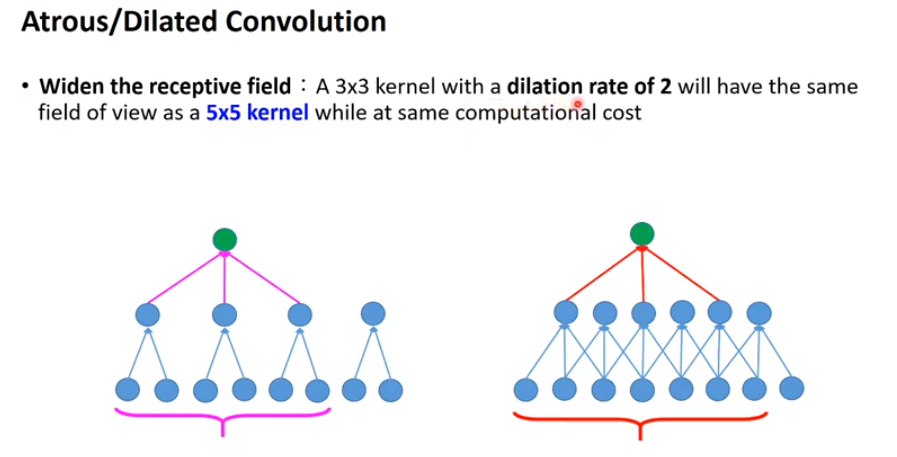 Atrous/Dilated Convolution
• Widen the receptive field：A 3x3 kernel with a dilation rate of 2 will have the same
field of view as a 5x5 kernel while at same computational cost